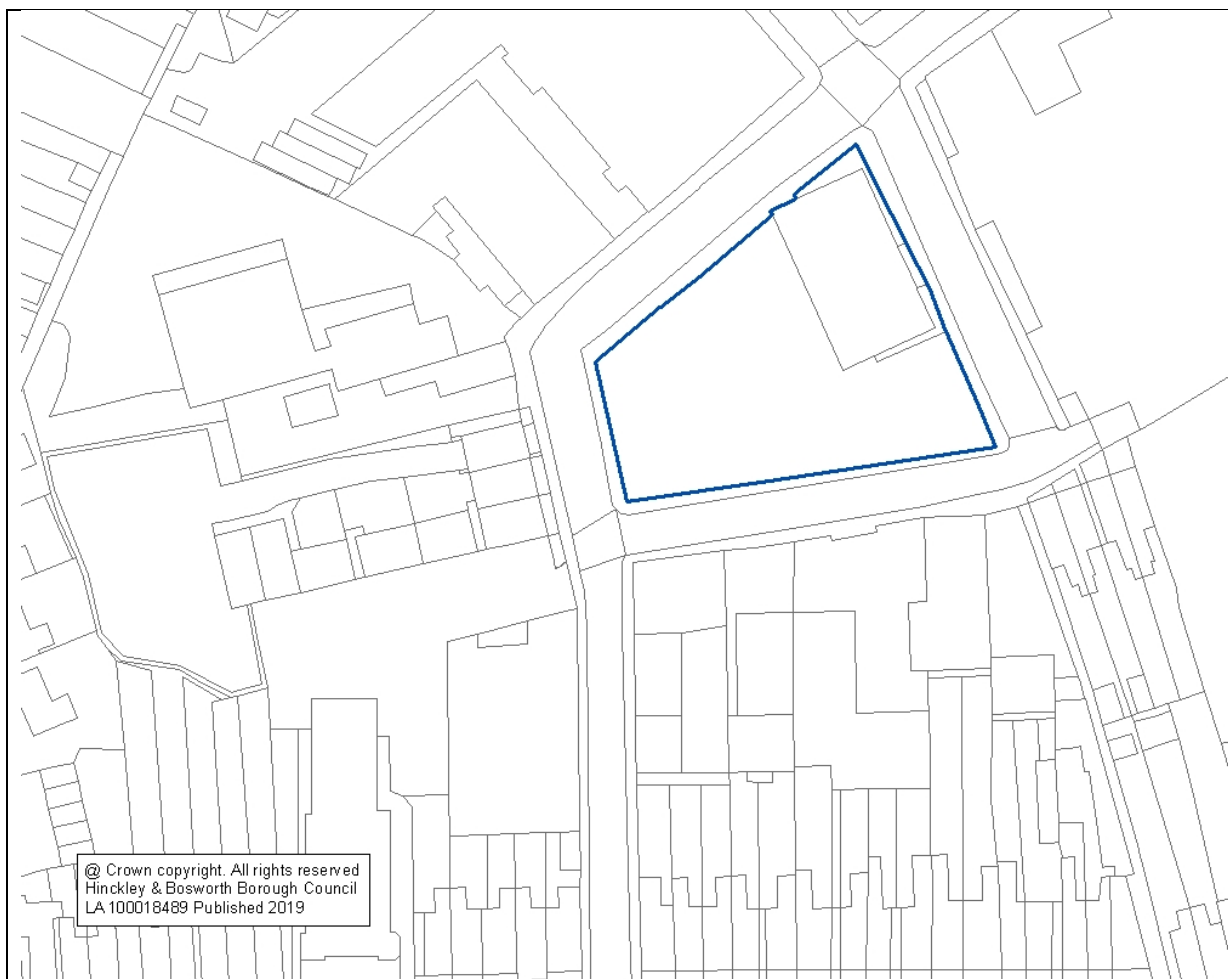 @ Crown copyright. All rights reserved
Hinckley & Bosworth Borough Council
LA 100018489 Published 2019